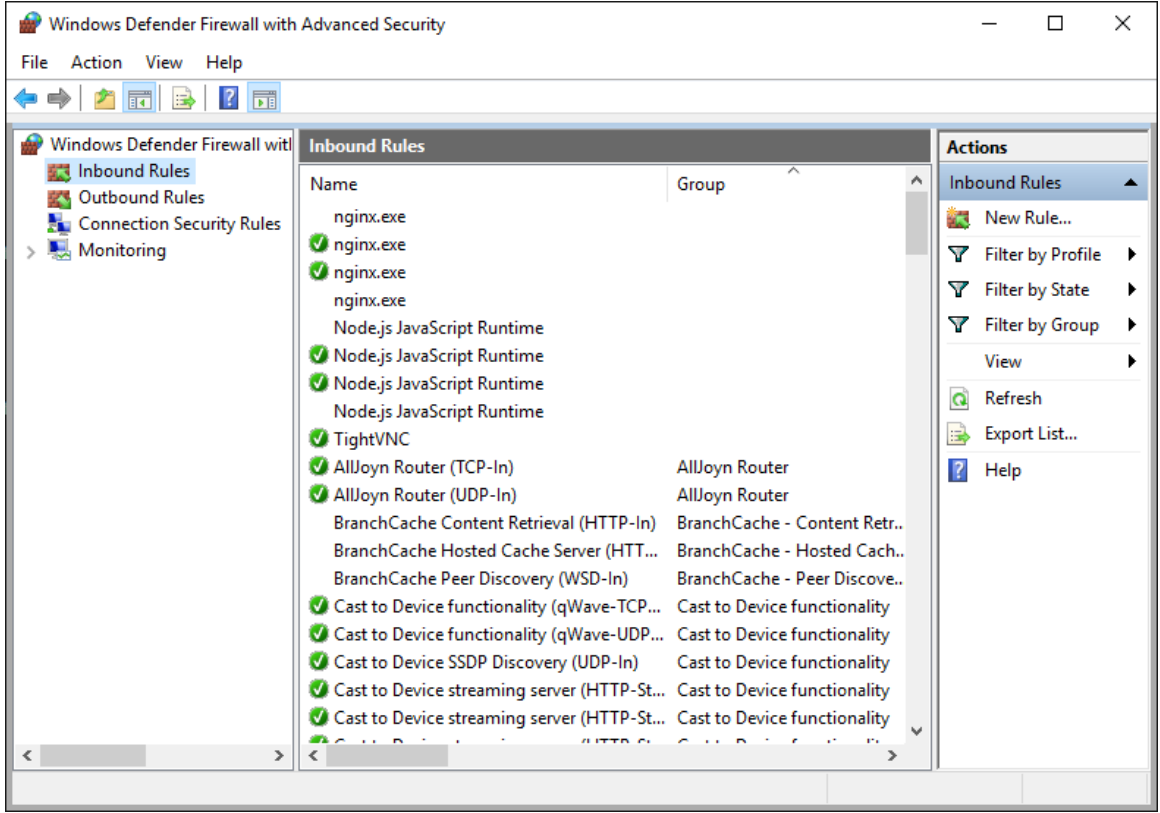 Windows Defender Firewall with Advanced Security
File Action View Help
Windows Defender Firewall witl
Inbound Rules
Outbound Rules
Connection Security Rules
Monitoring
Inbound Rules
Name Group
nginx.exe
nginx.exe
nginx.exe
nginx.exe
Node.js JavaScript Runtime
Node.js JavaScript Runtime
Node.js JavaScript Runtime
Node.js JavaScript Runtime
TightVNC
AllJoyn Router (TCP-In) AllJoyn Router
AllJoyn Router (UDP-In) AllJoyn Router
BranchCache Content Retrieval (HTTP-In) BranchCache - Content Retr..
BranchCache Hosted Cache Server (HTT... BranchCache - Hosted Cach..
BranchCache Peer Discovery (WSD-In) BranchCache - Peer Discove..
Cast to Device functionality (qWave-TCP... Cast to Device functionality
Cast to Device functionality (qWave-UDP... Cast to Device functionality
Cast to Device SSDP Discovery (UDP-In) Cast to Device functionality
Cast to Device streaming server (HTTP-St... Cast to Device functionality
Cast to Device streaming server (HTTP-St... Cast to Device functionality
Actions
Inbound Rules
New Rule...
Filter by Profile
Filter by State
Filter by Group
View
Refresh
Export List...
Help